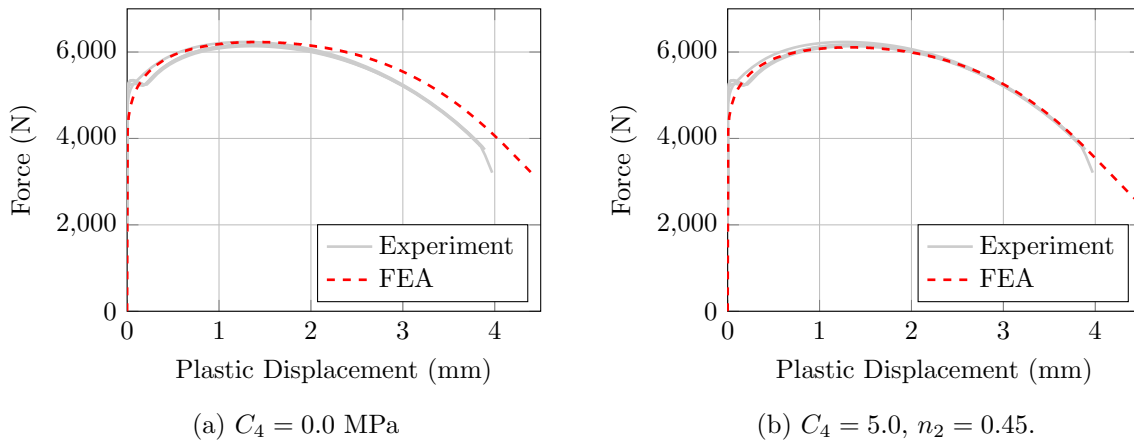 6,000
4,000
2,000
0
Force (N)
0 1 2 3 4
Plastic Displacement (mm)
Experiment
FEA
(a) C₄ = 0.0 MPa
6,000
4,000
2,000
0
Force (N)
0 1 2 3 4
Plastic Displacement (mm)
Experiment
FEA
(b) C₄ = 5.0, n₂ = 0.45.